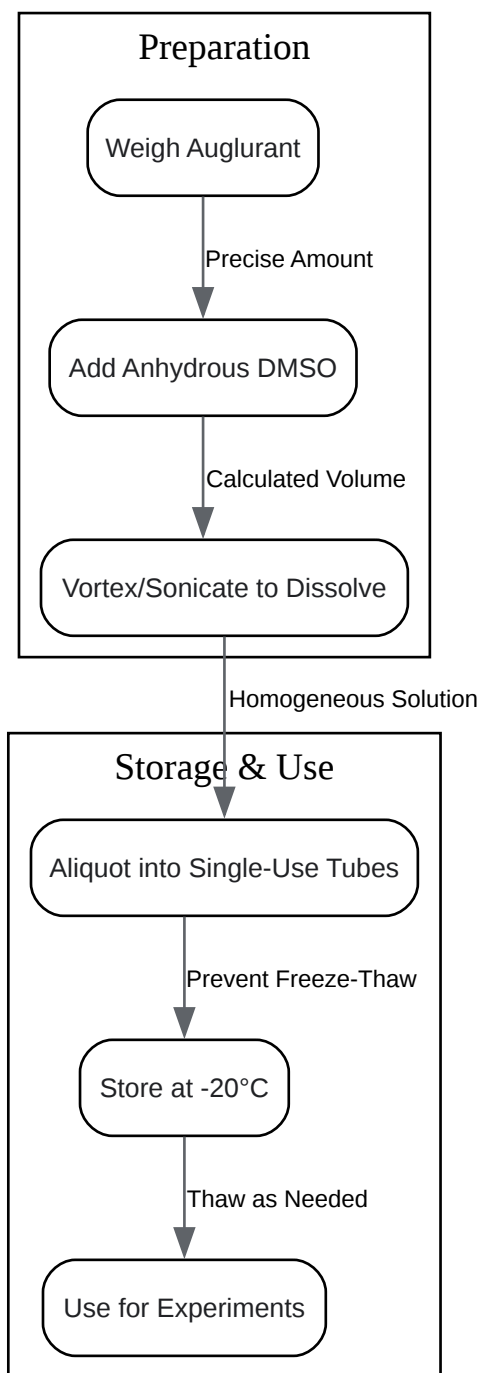 Preparation
Weigh Auglurant
Precise Amount
Add Anhydrous DMSO
Calculated Volume
Vortex/Sonicate to Dissolve
Homogeneous Solution
Storage & Use
Aliquot into Single-Use Tubes
Prevent Freeze-Thaw
Store at -20°C
Thaw as Needed
Use for Experiments